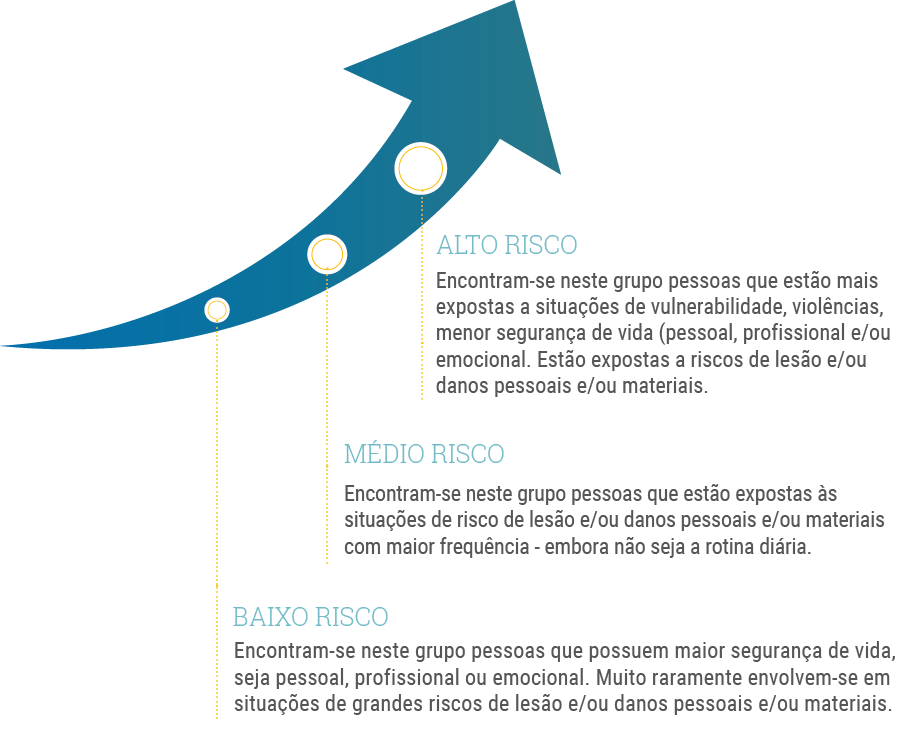 ALTO RISCO
Encontram-se neste grupo pessoas que estão mais
expostas a situações de vulnerabilidade, violências,
menor segurança de vida (pessoal, profissional e/ou
emocional. Estão expostas a riscos de lesão e/ou
danos pessoais e/ou materiais.
MÉDIO RISCO
Encontram-se neste grupo pessoas que estão expostas às
situações de risco de lesão e/ou danos pessoais e/ou materiais
com maior frequência - embora não seja a rotina diária.
BAIXO RISCO
Encontram-se neste grupo pessoas que possuem maior segurança de vida,
seja pessoal, profissional ou emocional. Muito raramente envolvem-se em
situações de grandes riscos de lesão e/ou danos pessoais e/ou materiais.